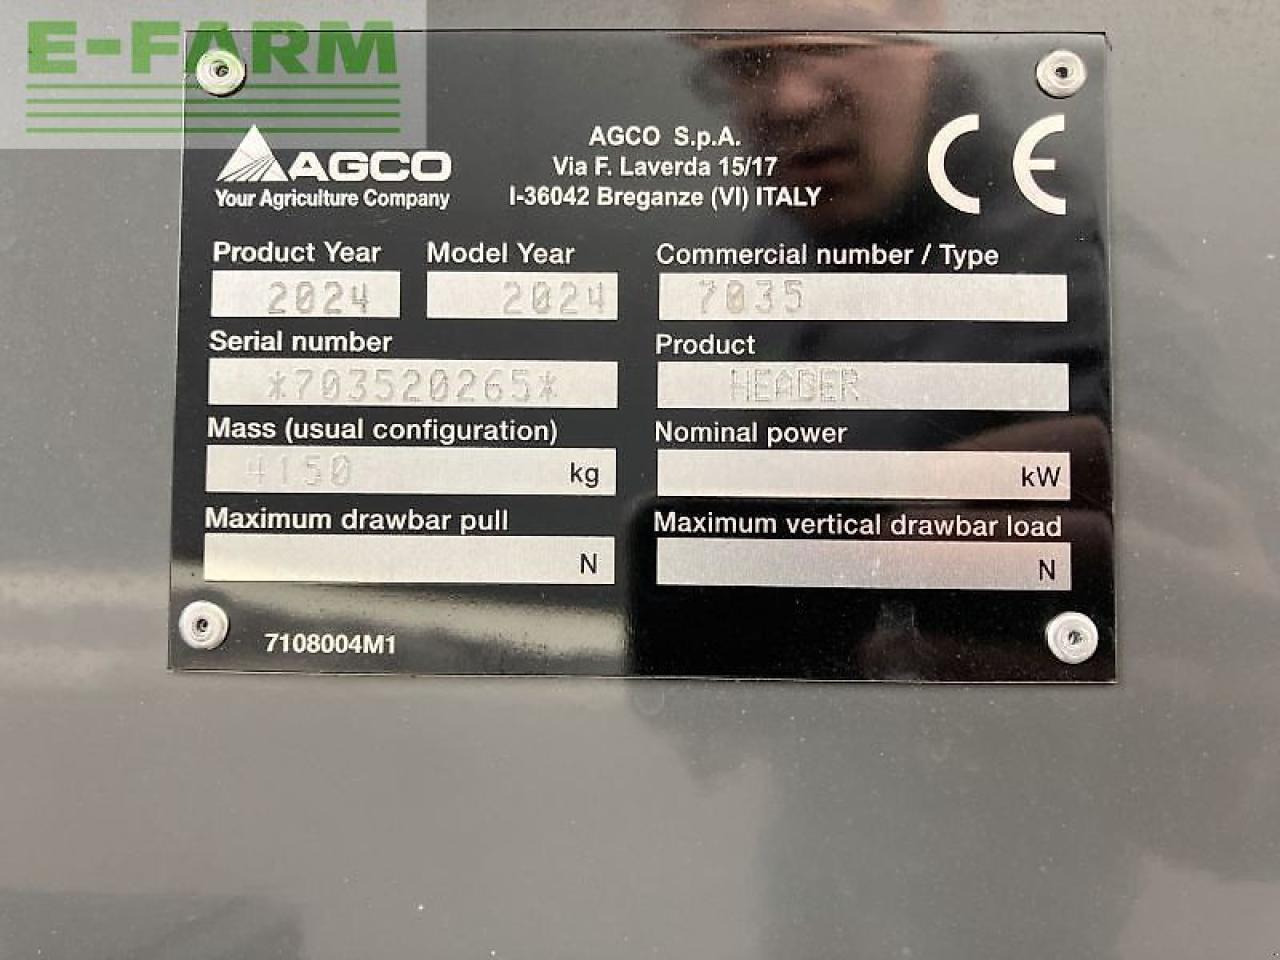 E-FARM
AGCO
Your Agriculture Company
AGCO S.p.A.
Via F. Laverda 15/17
I-36042 Breganze (VI) ITALY
CE
Product Year
2024
Model Year
2024
Commercial number / Type
7035
Serial number
*703520265*
Product
HEADER
Mass (usual configuration)
4150 kg
Nominal power
kW
Maximum drawbar pull
N
Maximum vertical drawbar load
N
7108004M1